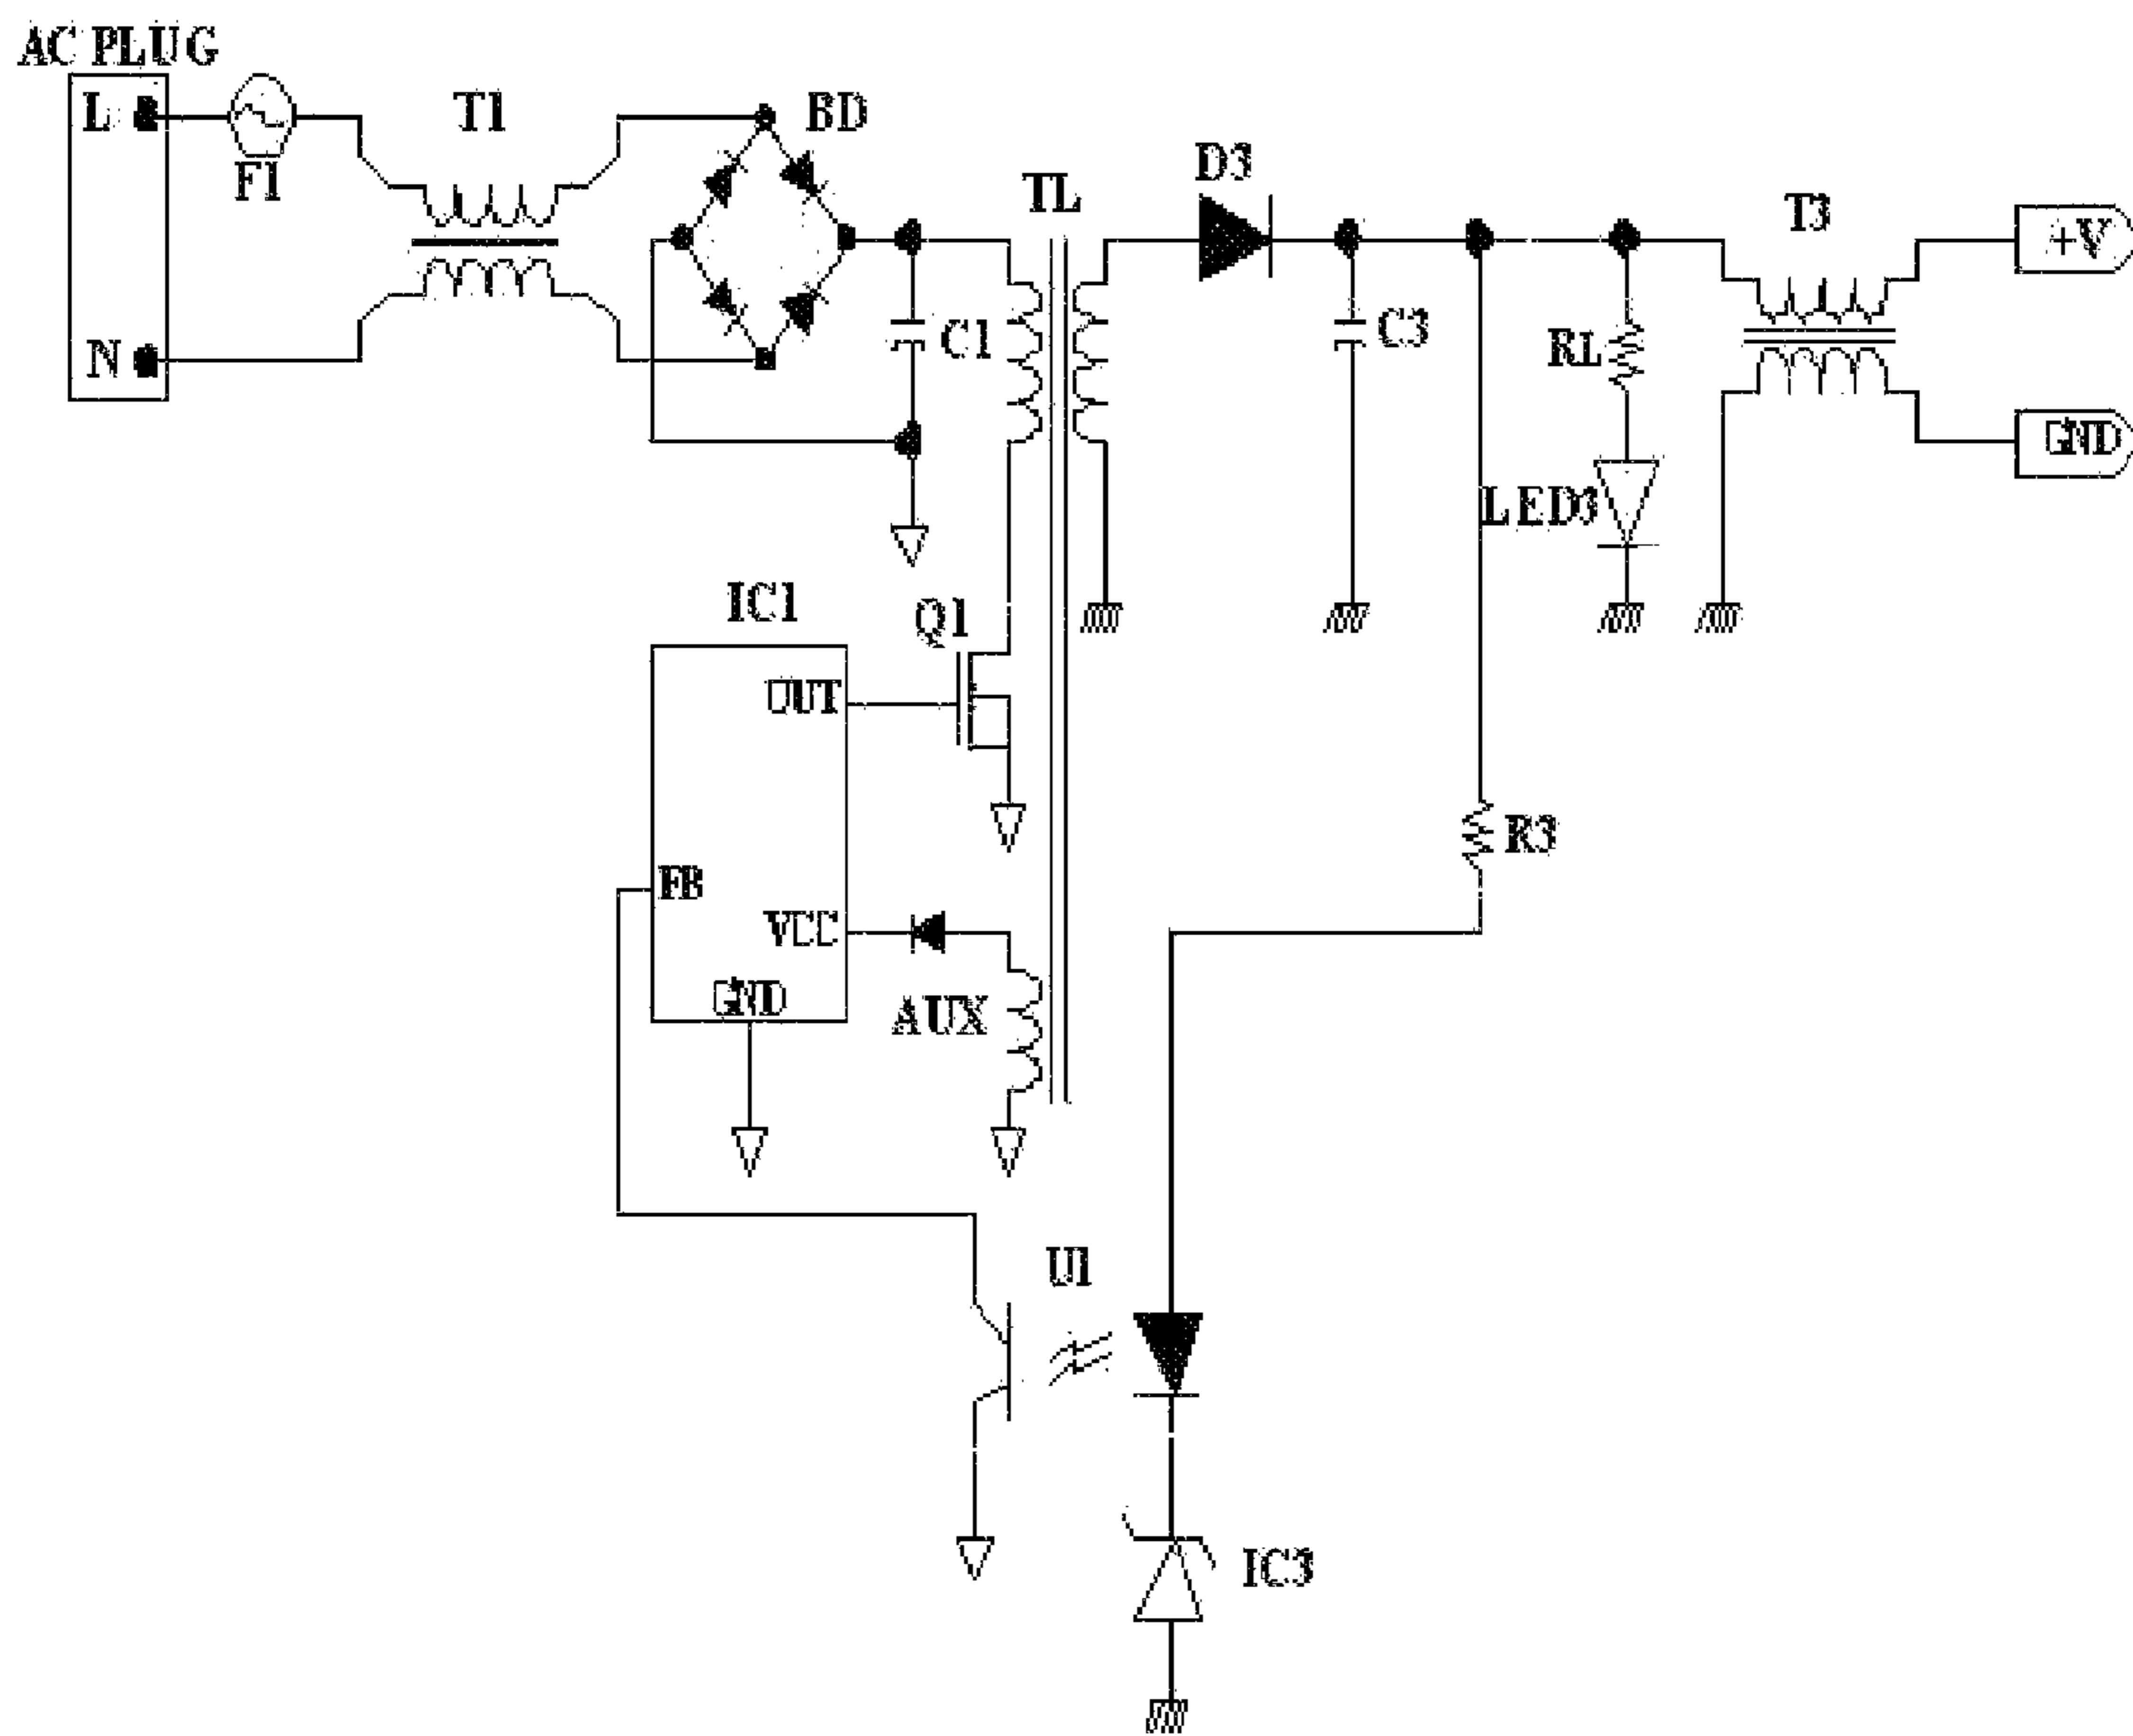 AC PLUG
L
F1
T1
BD
N
C1
TL
D3
C3
RL
LED3
T3
+V
GND
IC1
OUT
FB
VCC
GND
Q1
AUX
R3
U1
IC3